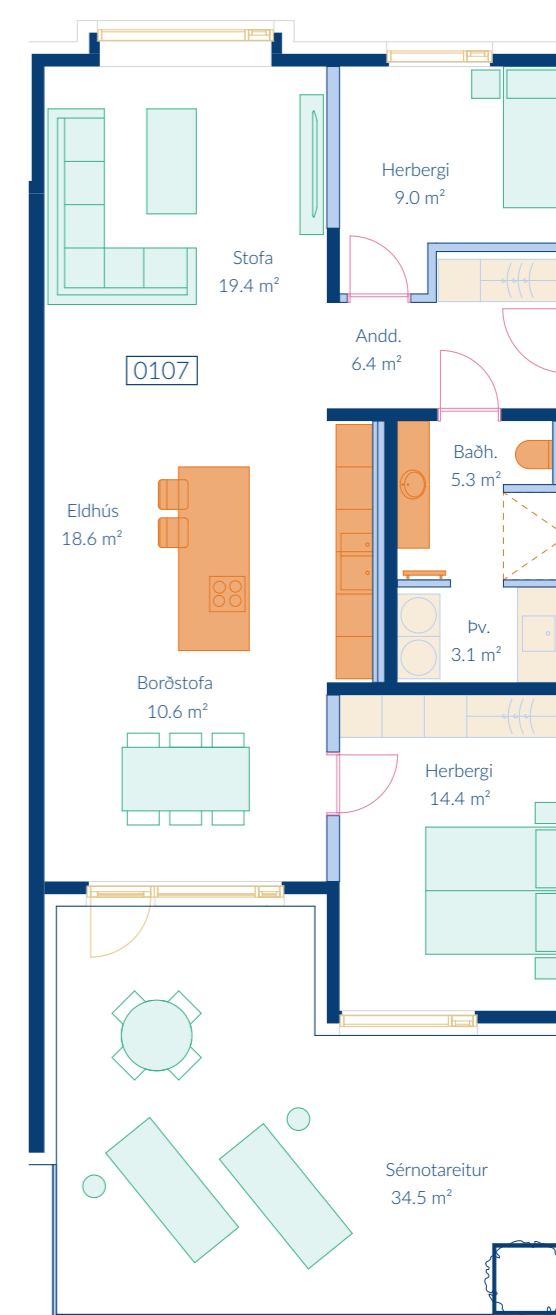 Herbergi
9.0 m²
Stofa
19.4 m²
Andd.
6.4 m²
0107
Baðh.
5.3 m²
Eldhús
18.6 m²
Þv.
3.1 m²
Borðstofa
10.6 m²
Herbergi
14.4 m²
Sérnotareitur
34.5 m²